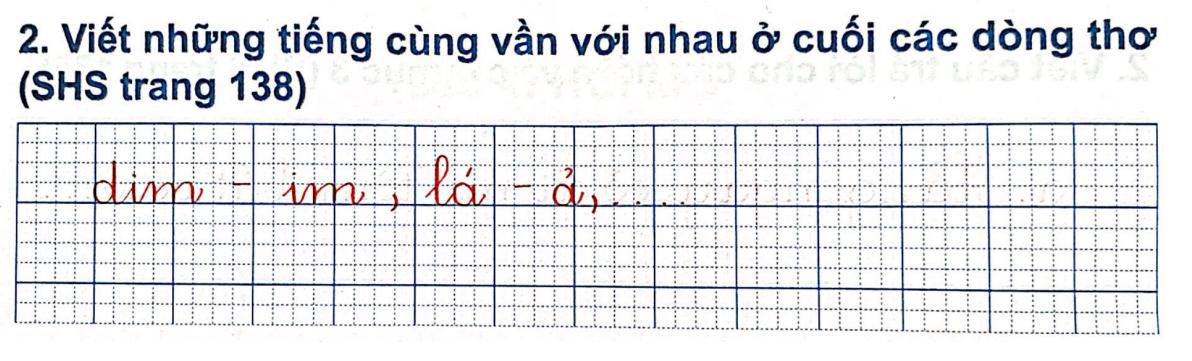 2. Viết những tiếng cùng vần với nhau ở cuối các dòng thơ
(SHS trang 138)
dim - im, lá - ả,....